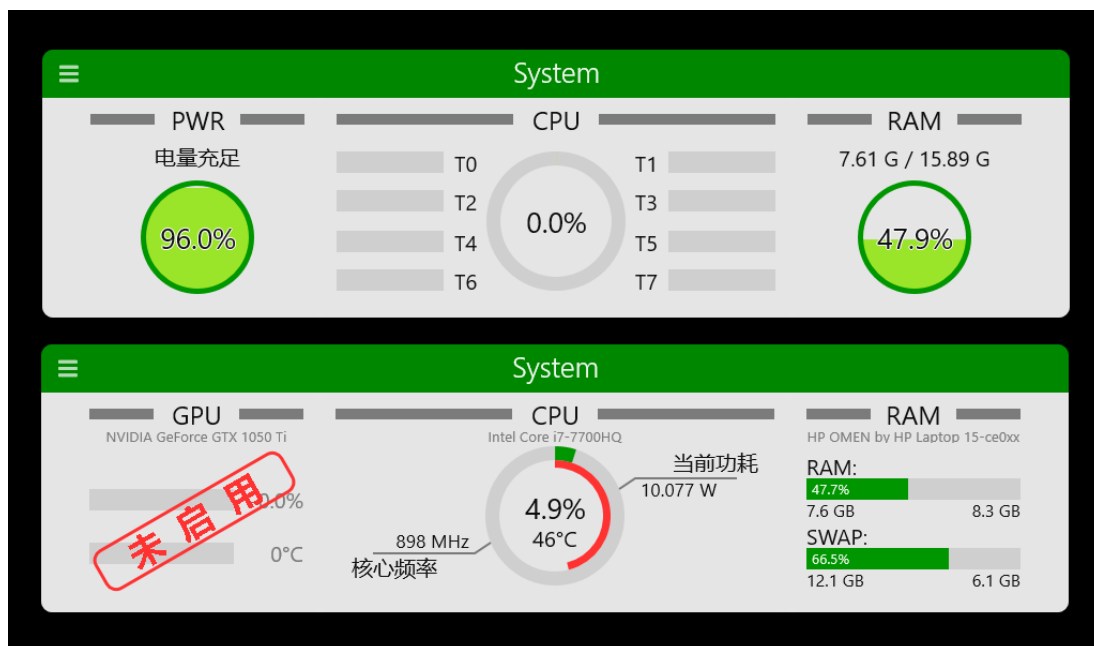 System
PWR
CPU
RAM
电量充足
7.61 G / 15.89 G
T0
T1
T2
T3
96.0%
0.0%
47.9%
T4
T5
T6
T7
System
GPU
CPU
RAM
NVIDIA GeForce GTX 1050 Ti
Intel Core i7-7700HQ
HP OMEN by HP Laptop 15-ce0xx
未启用
0.0%
0°C
当前功耗
10.077 W
4.9%
46°C
898 MHz
核心频率
RAM:
47.7%
7.6 GB 8.3 GB
SWAP:
66.5%
12.1 GB 6.1 GB